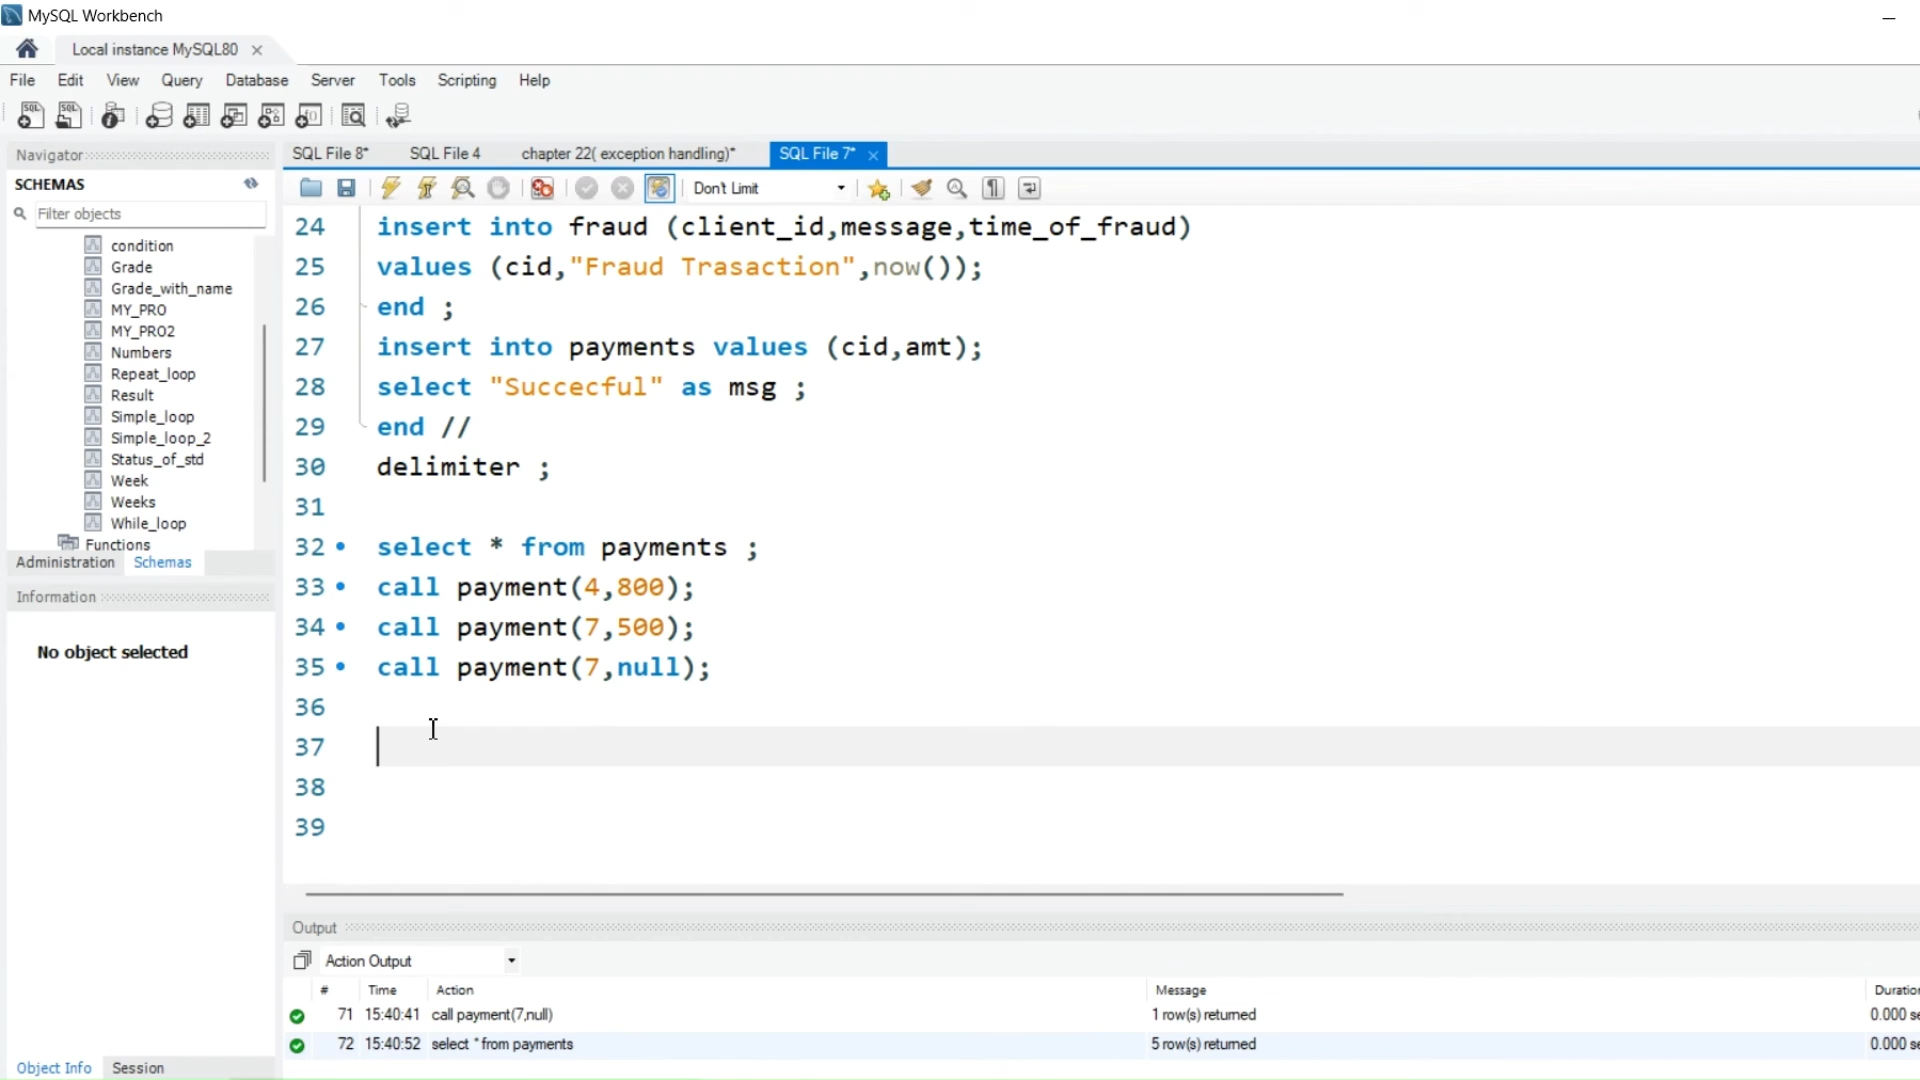 MySQL Workbench
Local instance MySQL80
File Edit View Query Database Server Tools Scripting Help
Navigator
SCHEMAS
Filter objects
condition
Grade
Grade_with_name
MY_PRO
MY_PRO2
Numbers
Repeat_loop
Result
Simple_loop
Simple_loop_2
Status_of_std
Week
Weeks
While_loop
Functions
Administration Schemas
Information
No object selected
Object Info Session
SQL File 8* SQL File 4 chapter 22( exception handling)* SQL File 7*
Don't Limit
24 insert into fraud (client_id,message,time_of_fraud)
25 values (cid,"Fraud Trasaction",now());
26 end ;
27 insert into payments values (cid,amt);
28 select "Succecful" as msg ;
29 end //
30 delimiter ;
31
32 select * from payments ;
33 call payment(4,800);
34 call payment(7,500);
35 call payment(7,null);
36
37
38
39
Output
Action Output
# Time Action Message
71 15:40:41 call payment(7,null) 1 row(s) returned 0.000
72 15:40:52 select * from payments 5 row(s) returned 0.000